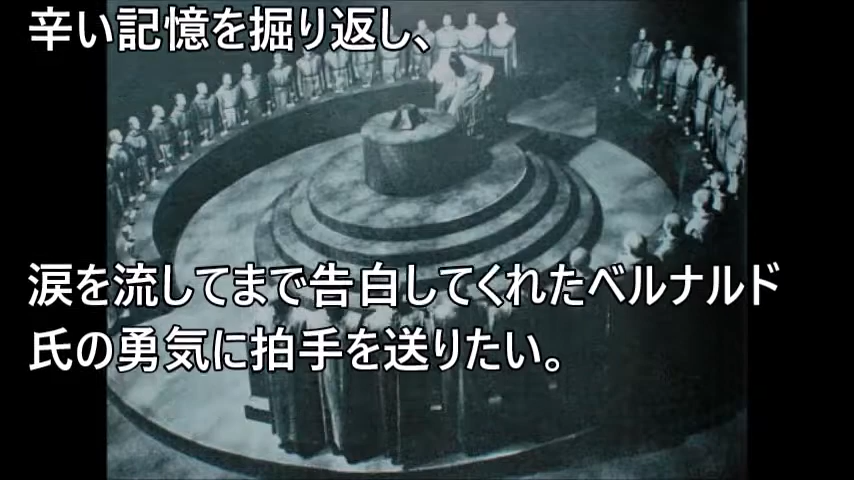 辛い記憶を掘り返し、
涙を流してまで告白してくれたベルナルド
氏の勇気に拍手を送りたい。